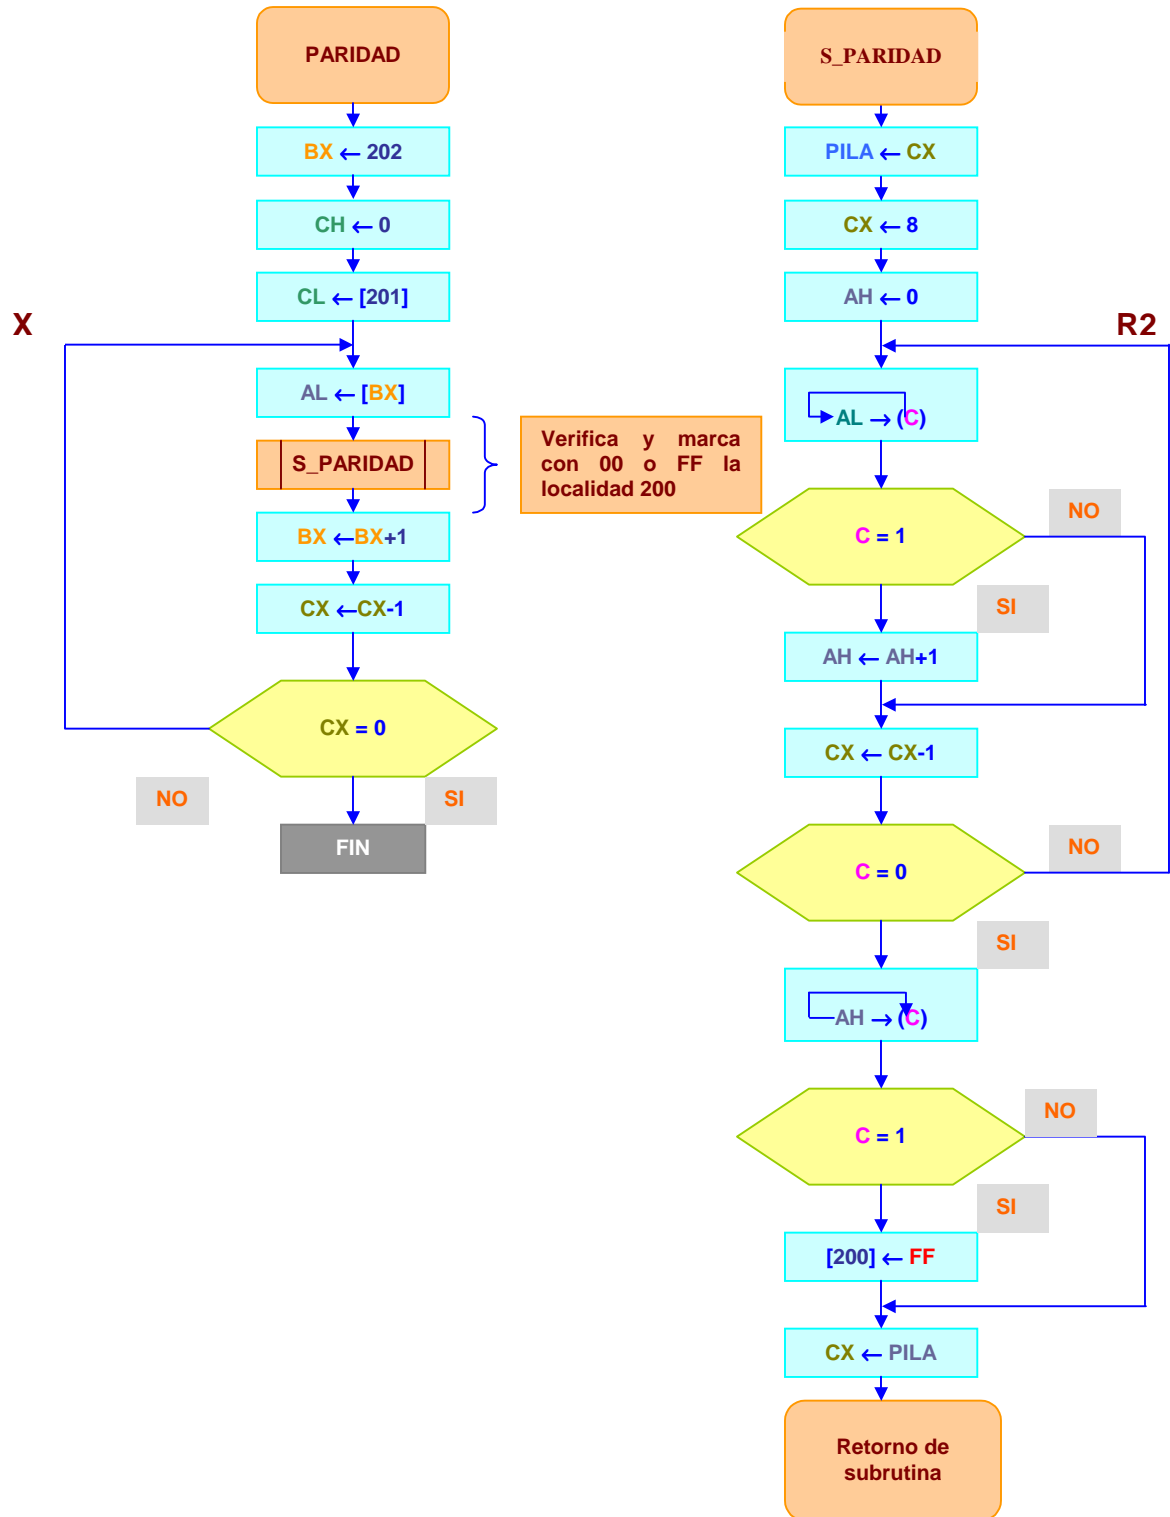 PARIDAD
BX ← 202
CH ← 0
CL ← [201]
X
AL ← [BX]
S_PARIDAD
Verifica y marca
con 00 o FF la
localidad 200
BX ←BX+1
CX ←CX-1
CX = 0
NO
SI
FIN
S_PARIDAD
PILA ← CX
CX ← 8
AH ← 0
R2
AL → (C)
C = 1
NO
SI
AH ← AH+1
CX ← CX-1
C = 0
NO
SI
AH → (C)
C = 1
NO
SI
[200] ← FF
CX ← PILA
Retorno de
subrutina